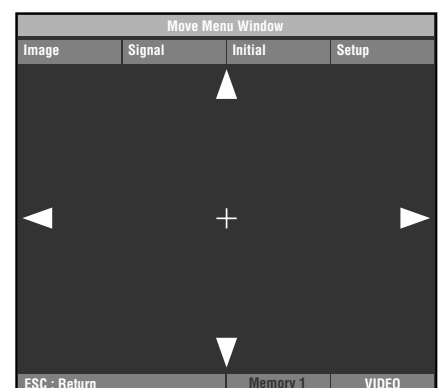 Move Menu Window
Image Signal Initial Setup
ESC : Return Memory 1 VIDEO